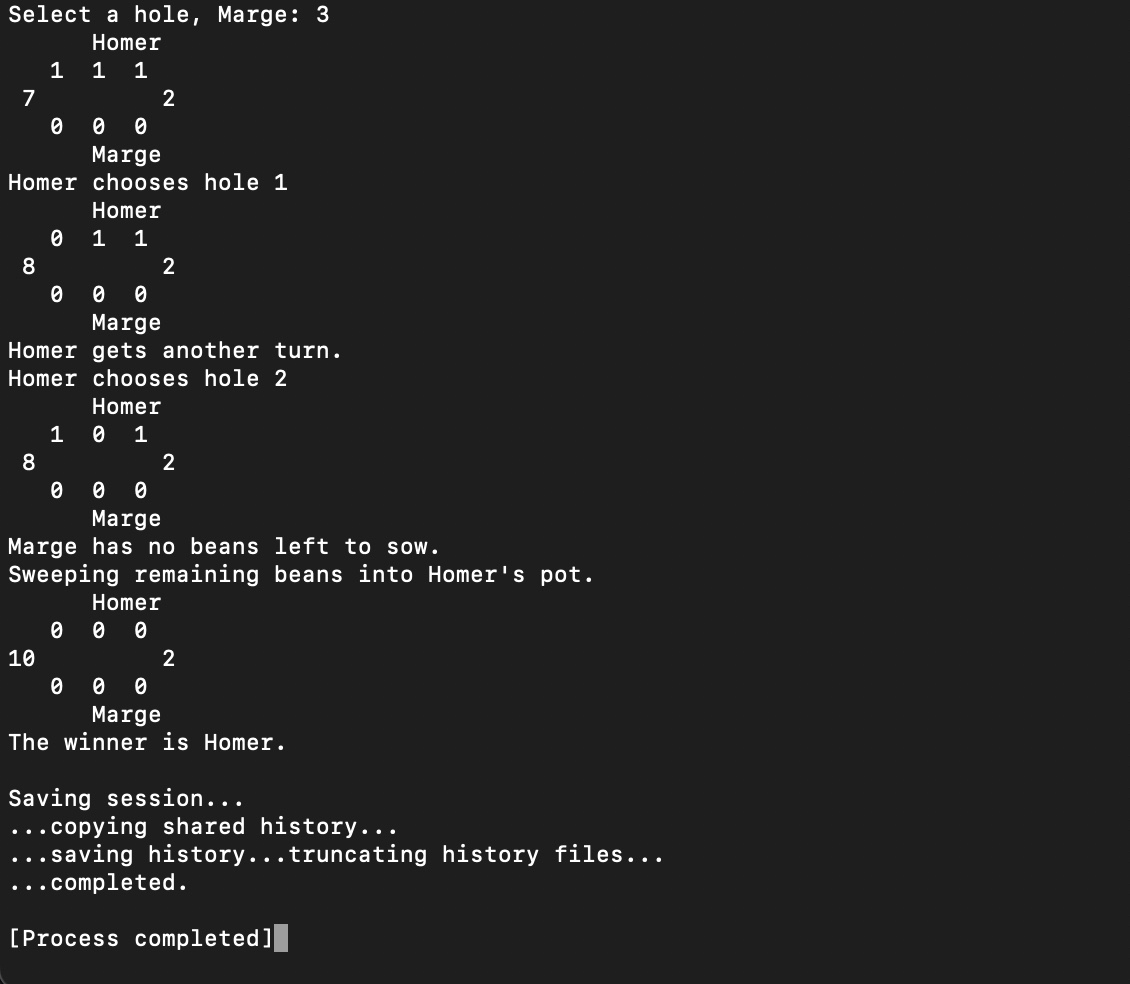 Select a hole, Marge: 3
      Homer
   1  1  1
 7         2
   0  0  0
      Marge
Homer chooses hole 1
      Homer
   0  1  1
 8         2
   0  0  0
      Marge
Homer gets another turn.
Homer chooses hole 2
      Homer
   1  0  1
 8         2
   0  0  0
      Marge
Marge has no beans left to sow.
Sweeping remaining beans into Homer's pot.
      Homer
   0  0  0
10         2
   0  0  0
      Marge
The winner is Homer.

Saving session...
...copying shared history...
...saving history...truncating history files...
...completed.

[Process completed]